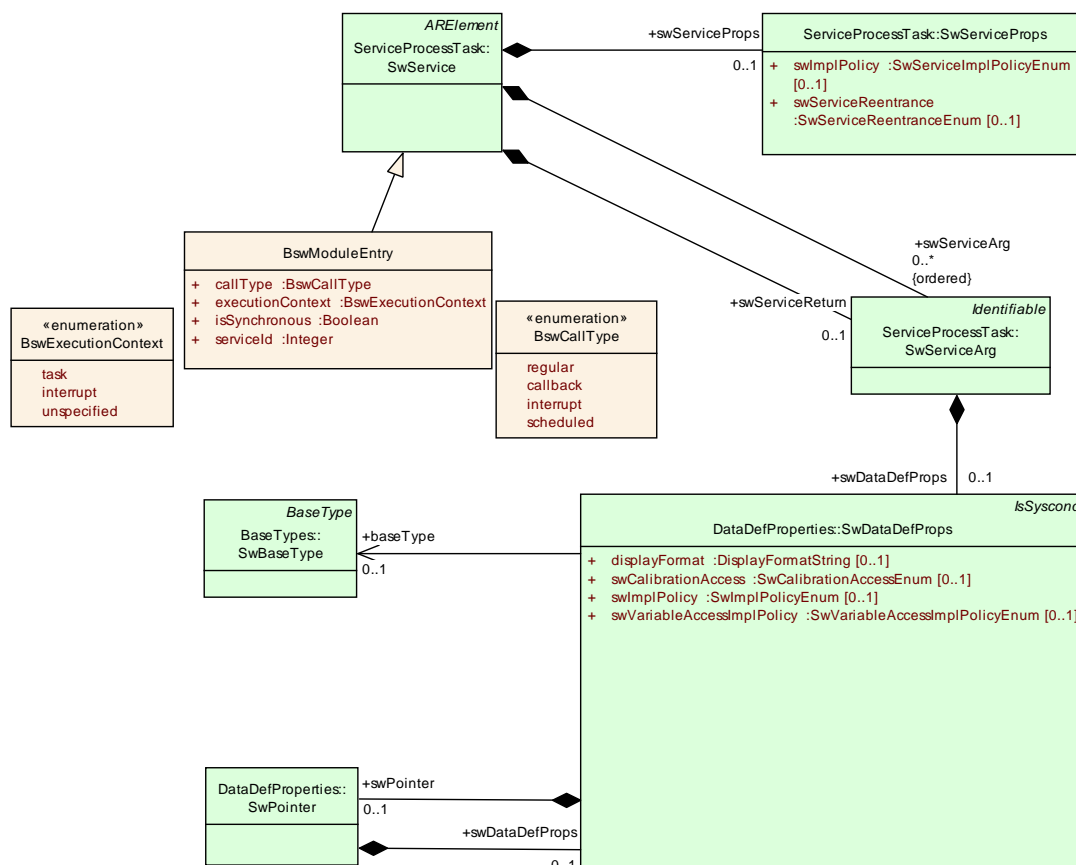 ARElement
ServiceProcessTask::
SwService
+swServiceProps
0..1
ServiceProcessTask::SwServiceProps
+ swImplPolicy :SwServiceImplPolicyEnum
[0..1]
+ swServiceReentrance
:SwServiceReentranceEnum [0..1]
BswModuleEntry
+ callType :BswCallType
+ executionContext :BswExecutionContext
+ isSynchronous :Boolean
+ serviceId :Integer
+swServiceArg
0..*
{ordered}
+swServiceReturn
0..1
Identifiable
ServiceProcessTask::
SwServiceArg
«enumeration»
BswExecutionContext
task
interrupt
unspecified
«enumeration»
BswCallType
regular
callback
interrupt
scheduled
+swDataDefProps
0..1
BaseType
BaseTypes::
SwBaseType
+baseType
0..1
IsSyscond
DataDefProperties::SwDataDefProps
+ displayFormat :DisplayFormatString [0..1]
+ swCalibrationAccess :SwCalibrationAccessEnum [0..1]
+ swImplPolicy :SwImplPolicyEnum [0..1]
+ swVariableAccessImplPolicy :SwVariableAccessImplPolicyEnum [0..1]
DataDefProperties::
SwPointer
+swPointer
0..1
+swDataDefProps
0..1